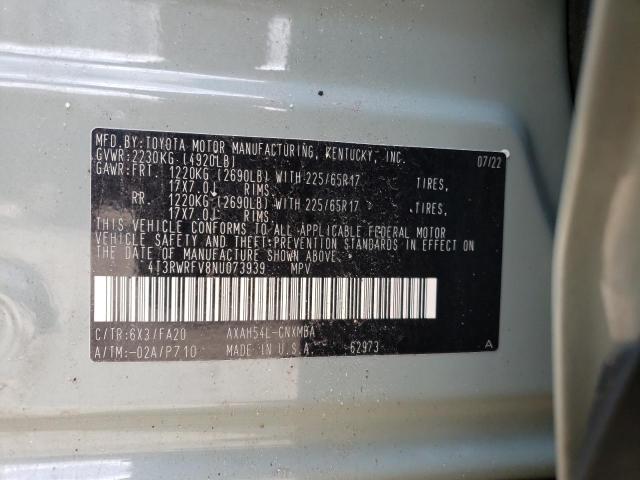 MFD.BY:TOYOTA MOTOR MANUFACTURING, KENTUCKY, INC. 07/22
GVWR:2230KG (4920LB)
GAWR:FRT 1220KG (2690LB) WITH 225/65R17 TIRES,
17X7.0J RIMS
RR 1220KG (2690LB) WITH 225/65R17 TIRES,
17X7.0J RIMS
THIS VEHICLE CONFORMS TO ALL APPLICABLE FEDERAL MOTOR
VEHICLE SAFETY AND THEFT-PREVENTION STANDARDS IN EFFECT ON
THE DATE OF MANUFACTURE SHOWN ABOVE.
4T3RWRFV8NU073939 MPV
C/TR:6X3/FA20 AXAH54L-CNXMBA
A/TM:-02A/P710 MADE IN U.S.A. 62973 A